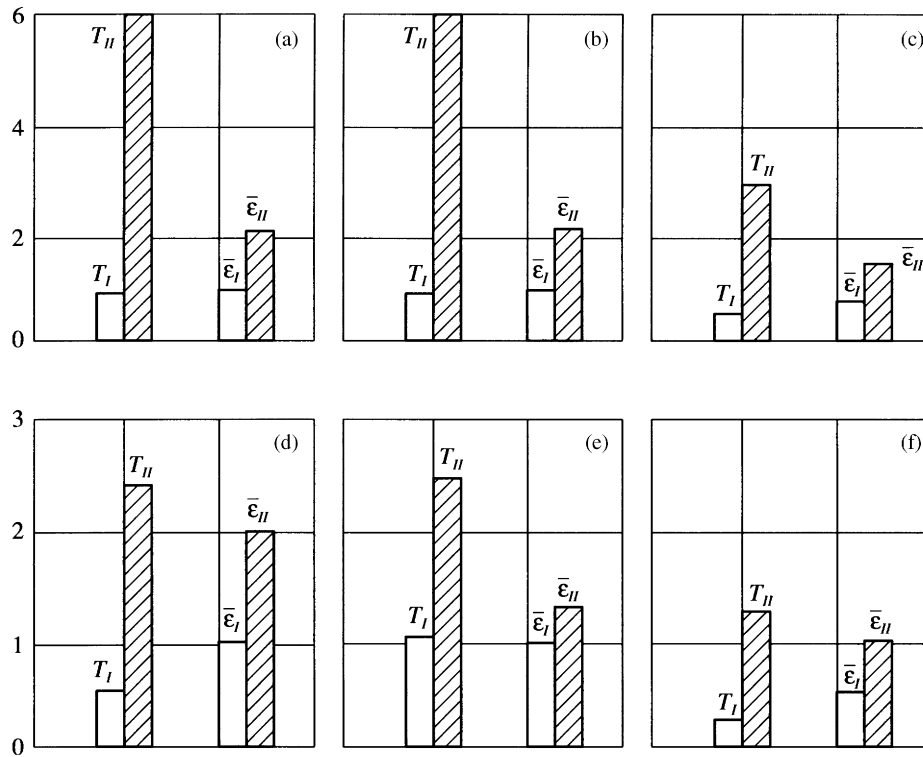 6
4
2
0
T_II (a)
ε̄_II
T_I ε̄_I
T_II (b)
ε̄_II
T_I ε̄_I
(c)
T_II
ε̄_II
T_I ε̄_I
3
2
1
0
(d)
T_II
ε̄_II
ε̄_I
T_I
(e)
T_II
ε̄_II
T_I ε̄_I
(f)
T_II
ε̄_II
ε̄_I
T_I